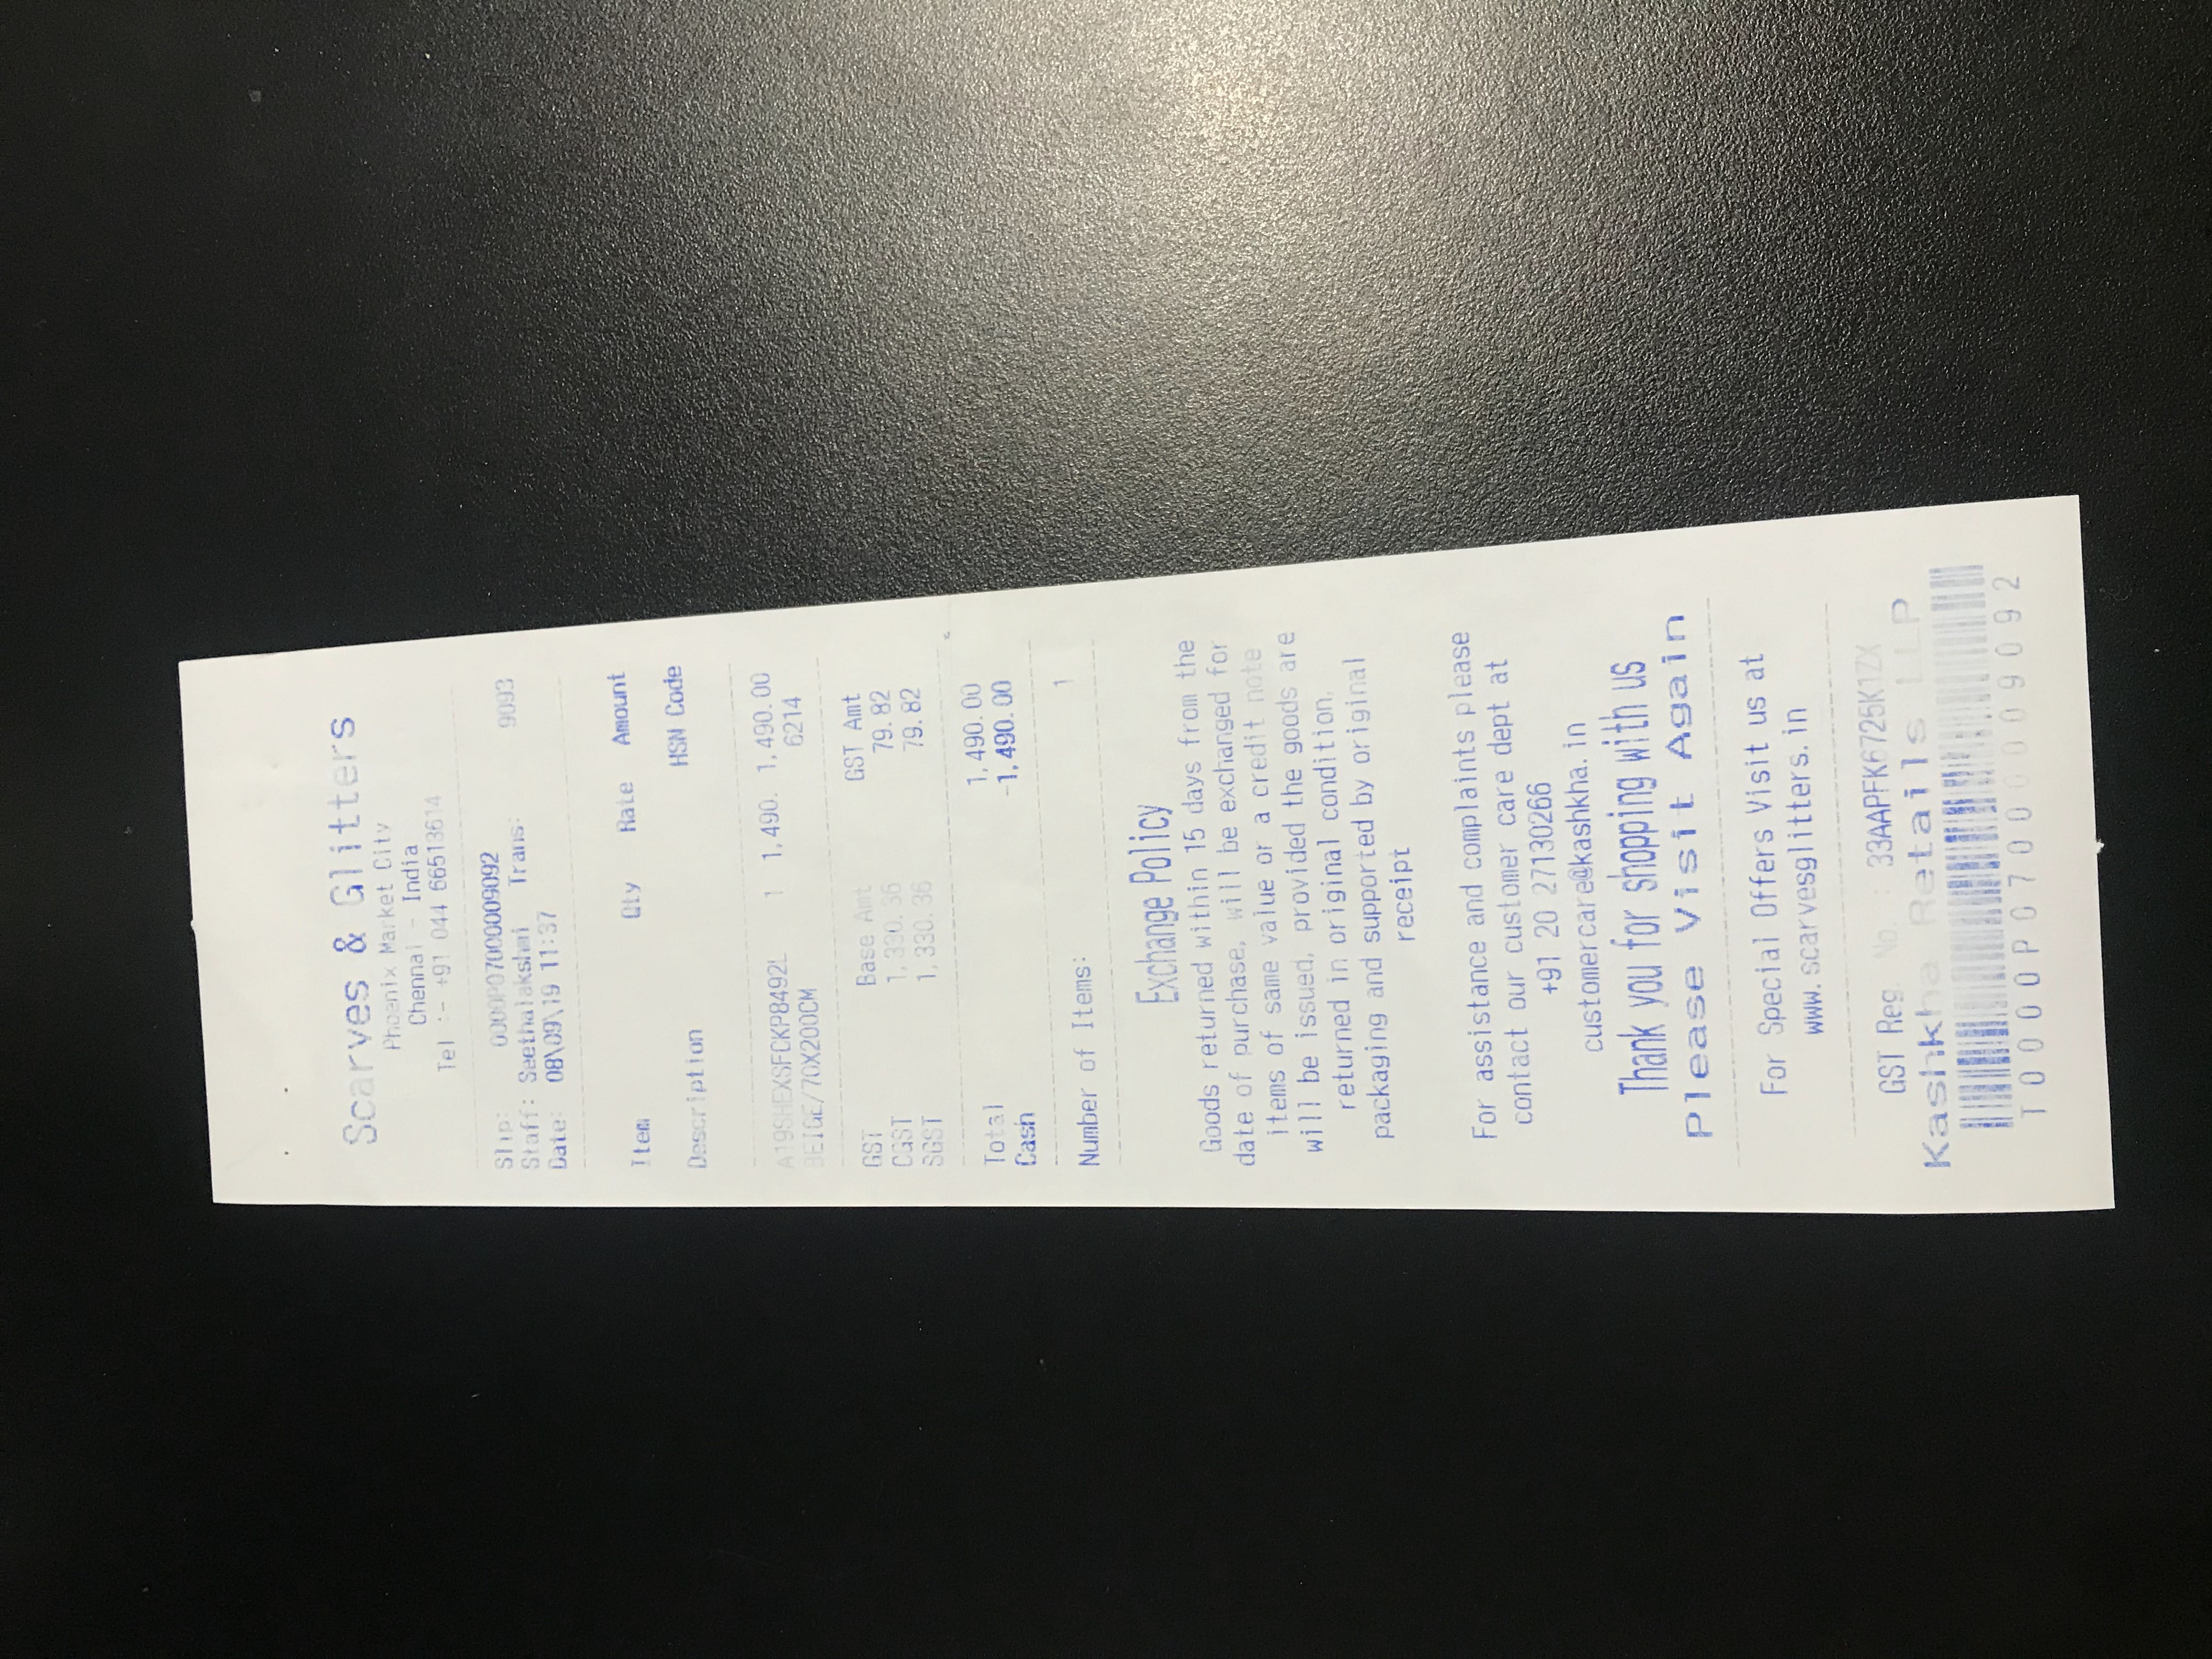 Scarves & Glitters
Phoenix Market City
Chennai - India
Tel :- +91 044 66513614
Slip: 0000P07000009092
Staff: Seethalakshmi Trans: 9093
Date: 08\09\19 11:37
Item Qty Rate Amount
Description HSN Code
A19SHEXSFCKP8492L 1 1,490. 1,490.00
BEIGE/70X200CM 6214
GST Base Amt GST Amt
CGST 1,330.36 79.82
SGST 1,330.36 79.82
Total 1,490.00
Cash -1,490.00
Number of Items: 1
Exchange Policy
Goods returned within 15 days from the
date of purchase, will be exchanged for
items of same value or a credit note
will be issued, provided the goods are
returned in original condition,
packaging and supported by original
receipt
For assistance and complaints please
contact our customer care dept at
+91 20 27130266
customercare@kashkha.in
Thank you for shopping with us
Please Visit Again
For Special Offers Visit us at
www.scarvesglitters.in
GST Reg. No. : 33AAPFK6725K1ZX
Kashkha Retails LLP
T0000P07000009092